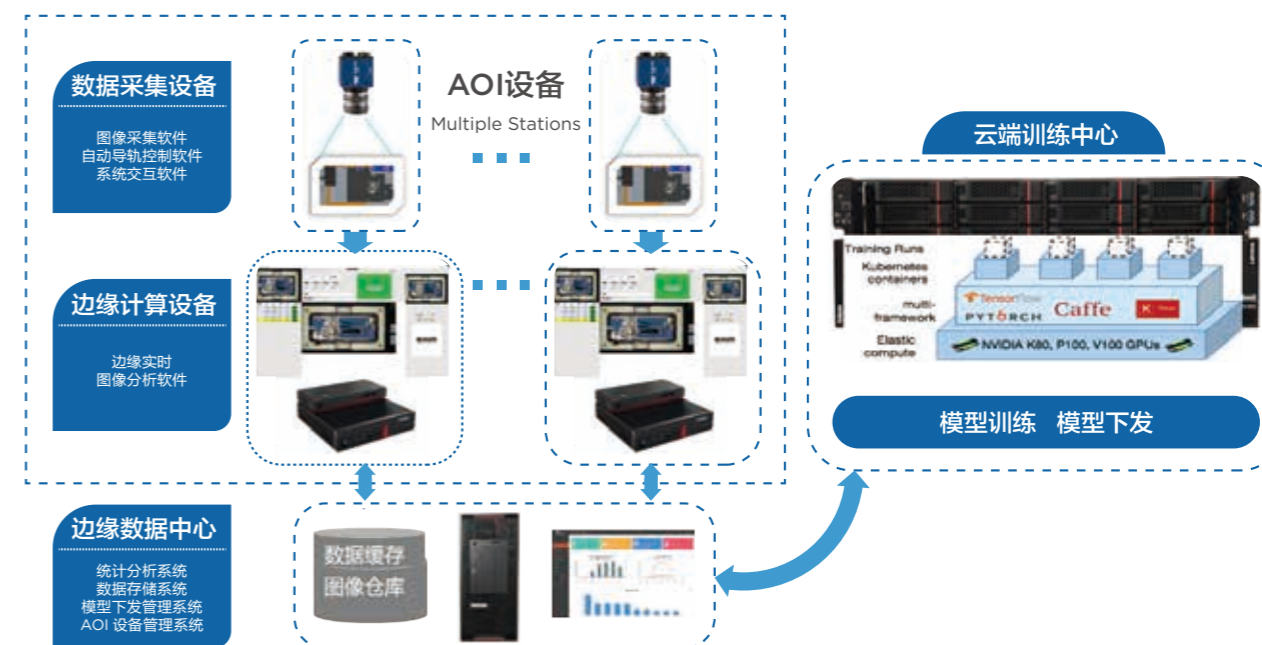 数据采集设备
图像采集软件
自动导轨控制软件
系统交互软件
AOI设备
Multiple Stations
边缘计算设备
边缘实时
图像分析软件
边缘数据中心
统计分析系统
数据存储系统
模型下发管理系统
AOI 设备管理系统
数据缓存
图像仓库
云端训练中心
Training Runs
Kubernetes
containers
multi-
framework
TensorFlow
PYTORCH
Caffe
K
Elastic
compute
NVIDIA K80, P100, V100 GPUs
模型训练 模型下发